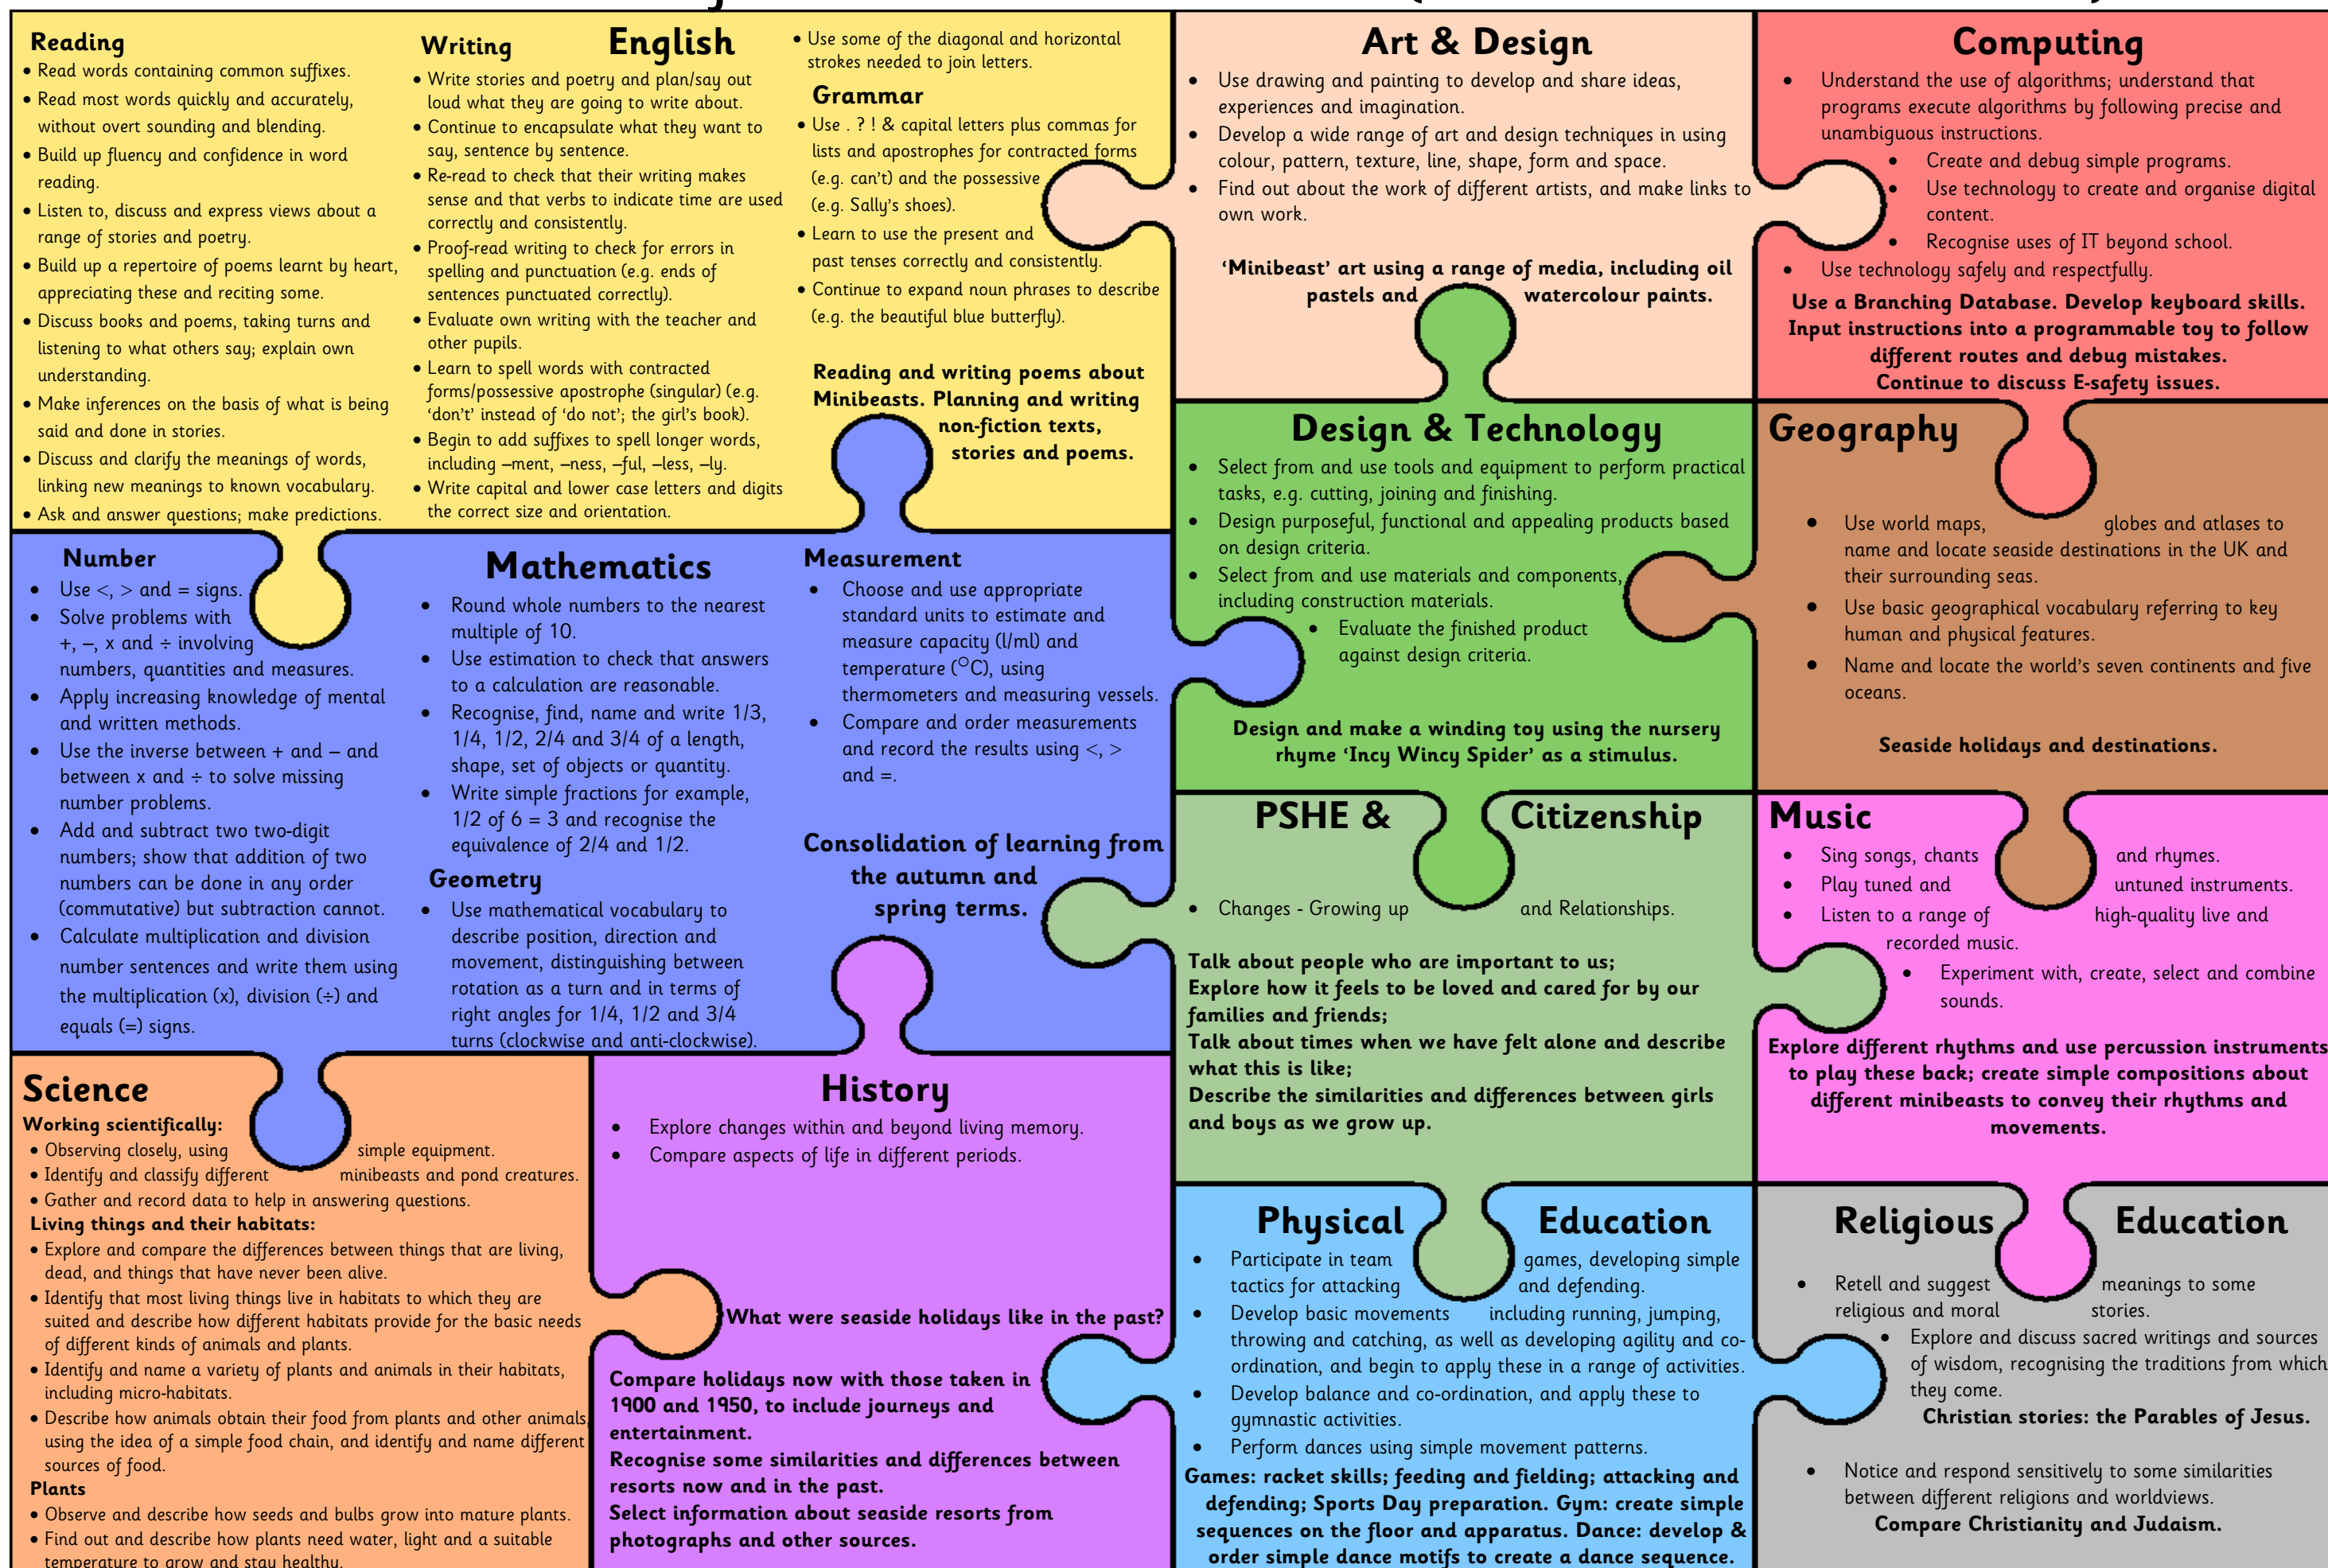 Reading
• Read words containing common suffixes.
• Read most words quickly and accurately,
without overt sounding and blending.
• Build up fluency and confidence in word
reading.
• Listen to, discuss and express views about a
range of stories and poetry.
• Build up a repertoire of poems learnt by heart,
appreciating these and reciting some.
• Discuss books and poems, taking turns and
listening to what others say; explain own
understanding.
• Make inferences on the basis of what is being
said and done in stories.
• Discuss and clarify the meanings of words,
linking new meanings to known vocabulary.
• Ask and answer questions; make predictions.
English
Writing
• Write stories and poetry and plan/say out
loud what they are going to write about.
• Continue to encapsulate what they want to
say, sentence by sentence.
• Re-read to check that their writing makes
sense and that verbs to indicate time are used
correctly and consistently.
• Proof-read writing to check for errors in
spelling and punctuation (e.g. ends of
sentences punctuated correctly).
• Evaluate own writing with the teacher and
other pupils.
• Learn to spell words with contracted
forms/possessive apostrophe (singular) (e.g.
‘don’t’ instead of ‘do not’; the girl’s book).
• Begin to add suffixes to spell longer words,
including –ment, –ness, –ful, –less, –ly.
• Write capital and lower case letters and digits
the correct size and orientation.
• Use some of the diagonal and horizontal
strokes needed to join letters.
Grammar
• Use . ? ! & capital letters plus commas for
lists and apostrophes for contracted forms
(e.g. can’t) and the possessive
(e.g. Sally’s shoes).
• Learn to use the present and
past tenses correctly and consistently.
• Continue to expand noun phrases to describe
(e.g. the beautiful blue butterfly).
Reading and writing poems about
Minibeasts. Planning and writing
non-fiction texts,
stories and poems.
Art & Design
• Use drawing and painting to develop and share ideas,
experiences and imagination.
• Develop a wide range of art and design techniques in using
colour, pattern, texture, line, shape, form and space.
• Find out about the work of different artists, and make links to
own work.
‘Minibeast’ art using a range of media, including oil
pastels and watercolour paints.
Computing
• Understand the use of algorithms; understand that
programs execute algorithms by following precise and
unambiguous instructions.
• Create and debug simple programs.
• Use technology to create and organise digital
content.
• Recognise uses of IT beyond school.
• Use technology safely and respectfully.
Use a Branching Database. Develop keyboard skills.
Input instructions into a programmable toy to follow
different routes and debug mistakes.
Continue to discuss E-safety issues.
Design & Technology
• Select from and use tools and equipment to perform practical
tasks, e.g. cutting, joining and finishing.
• Design purposeful, functional and appealing products based
on design criteria.
• Select from and use materials and components,
including construction materials.
• Evaluate the finished product
against design criteria.
Design and make a winding toy using the nursery
rhyme ‘Incy Wincy Spider’ as a stimulus.
Geography
• Use world maps, globes and atlases to
name and locate seaside destinations in the UK and
their surrounding seas.
• Use basic geographical vocabulary referring to key
human and physical features.
• Name and locate the world’s seven continents and five
oceans.
Seaside holidays and destinations.
Mathematics
Number
• Use <, > and = signs.
• Solve problems with
+, –, x and ÷ involving
numbers, quantities and measures.
• Apply increasing knowledge of mental
and written methods.
• Use the inverse between + and – and
between x and ÷ to solve missing
number problems.
• Add and subtract two two-digit
numbers; show that addition of two
numbers can be done in any order
(commutative) but subtraction cannot.
• Calculate multiplication and division
number sentences and write them using
the multiplication (x), division (÷) and
equals (=) signs.
• Round whole numbers to the nearest
multiple of 10.
• Use estimation to check that answers
to a calculation are reasonable.
• Recognise, find, name and write 1/3,
1/4, 1/2, 2/4 and 3/4 of a length,
shape, set of objects or quantity.
• Write simple fractions for example,
1/2 of 6 = 3 and recognise the
equivalence of 2/4 and 1/2.
Geometry
• Use mathematical vocabulary to
describe position, direction and
movement, distinguishing between
rotation as a turn and in terms of
right angles for 1/4, 1/2 and 3/4
turns (clockwise and anti-clockwise).
Measurement
• Choose and use appropriate
standard units to estimate and
measure capacity (l/ml) and
temperature (°C), using
thermometers and measuring vessels.
• Compare and order measurements
and record the results using <, >
and =.
Consolidation of learning from
the autumn and
spring terms.
PSHE & Citizenship
• Changes - Growing up and Relationships.
Talk about people who are important to us;
Explore how it feels to be loved and cared for by our
families and friends;
Talk about times when we have felt alone and describe
what this is like;
Describe the similarities and differences between girls
and boys as we grow up.
Music
• Sing songs, chants and rhymes.
• Play tuned and untuned instruments.
• Listen to a range of high-quality live and
recorded music.
• Experiment with, create, select and combine
sounds.
Explore different rhythms and use percussion instruments
to play these back; create simple compositions about
different minibeasts to convey their rhythms and
movements.
Science
Working scientifically:
• Observing closely, using simple equipment.
• Identify and classify different minibeasts and pond creatures.
• Gather and record data to help in answering questions.
Living things and their habitats:
• Explore and compare the differences between things that are living,
dead, and things that have never been alive.
• Identify that most living things live in habitats to which they are
suited and describe how different habitats provide for the basic needs
of different kinds of animals and plants.
• Identify and name a variety of plants and animals in their habitats,
including micro-habitats.
• Describe how animals obtain their food from plants and other animals,
using the idea of a simple food chain, and identify and name different
sources of food.
Plants
• Observe and describe how seeds and bulbs grow into mature plants.
• Find out and describe how plants need water, light and a suitable
temperature to grow and stay healthy.
History
• Explore changes within and beyond living memory.
• Compare aspects of life in different periods.
What were seaside holidays like in the past?
Compare holidays now with those taken in
1900 and 1950, to include journeys and
entertainment.
Recognise some similarities and differences between
resorts now and in the past.
Select information about seaside resorts from
photographs and other sources.
Physical Education
• Participate in team games, developing simple
tactics for attacking and defending.
• Develop basic movements including running, jumping,
throwing and catching, as well as developing agility and co-
ordination, and begin to apply these in a range of activities.
• Develop balance and co-ordination, and apply these to
gymnastic activities.
• Perform dances using simple movement patterns.
Games: racket skills; feeding and fielding; attacking and
defending; Sports Day preparation. Gym: create simple
sequences on the floor and apparatus. Dance: develop &
order simple dance motifs to create a dance sequence.
Religious Education
• Retell and suggest meanings to some
religious and moral stories.
• Explore and discuss sacred writings and sources
of wisdom, recognising the traditions from which
they come.
Christian stories: the Parables of Jesus.
• Notice and respond sensitively to some similarities
between different religions and worldviews.
Compare Christianity and Judaism.